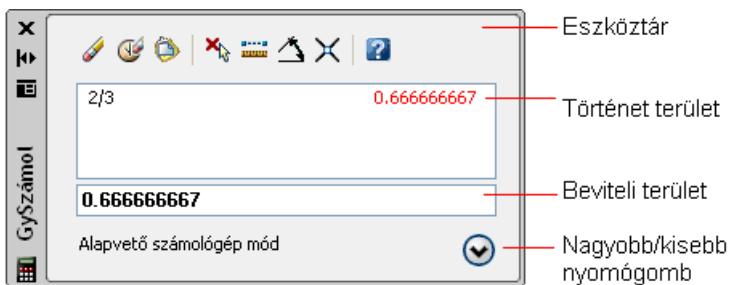 Eszköztár
2/3 0.666666667
Történet terület
0.666666667
Beviteli terület
Alapvető számológép mód
Nagyobb/kisebb
nyomógomb
GySzámol